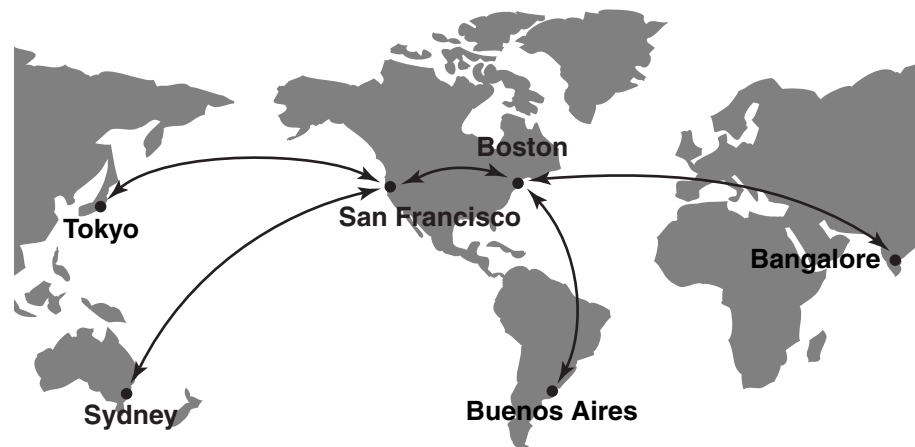 Boston
San Francisco
Tokyo
Bangalore
Sydney
Buenos Aires